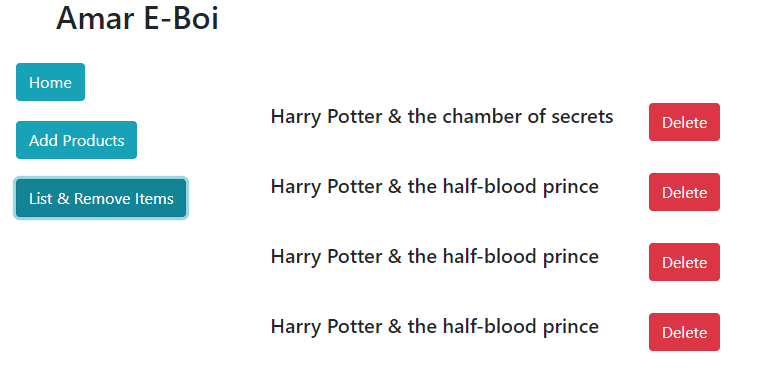 Amar E-Boi
Home
Add Products
List & Remove Items
Harry Potter & the chamber of secrets
Delete
Harry Potter & the half-blood prince
Delete
Harry Potter & the half-blood prince
Delete
Harry Potter & the half-blood prince
Delete